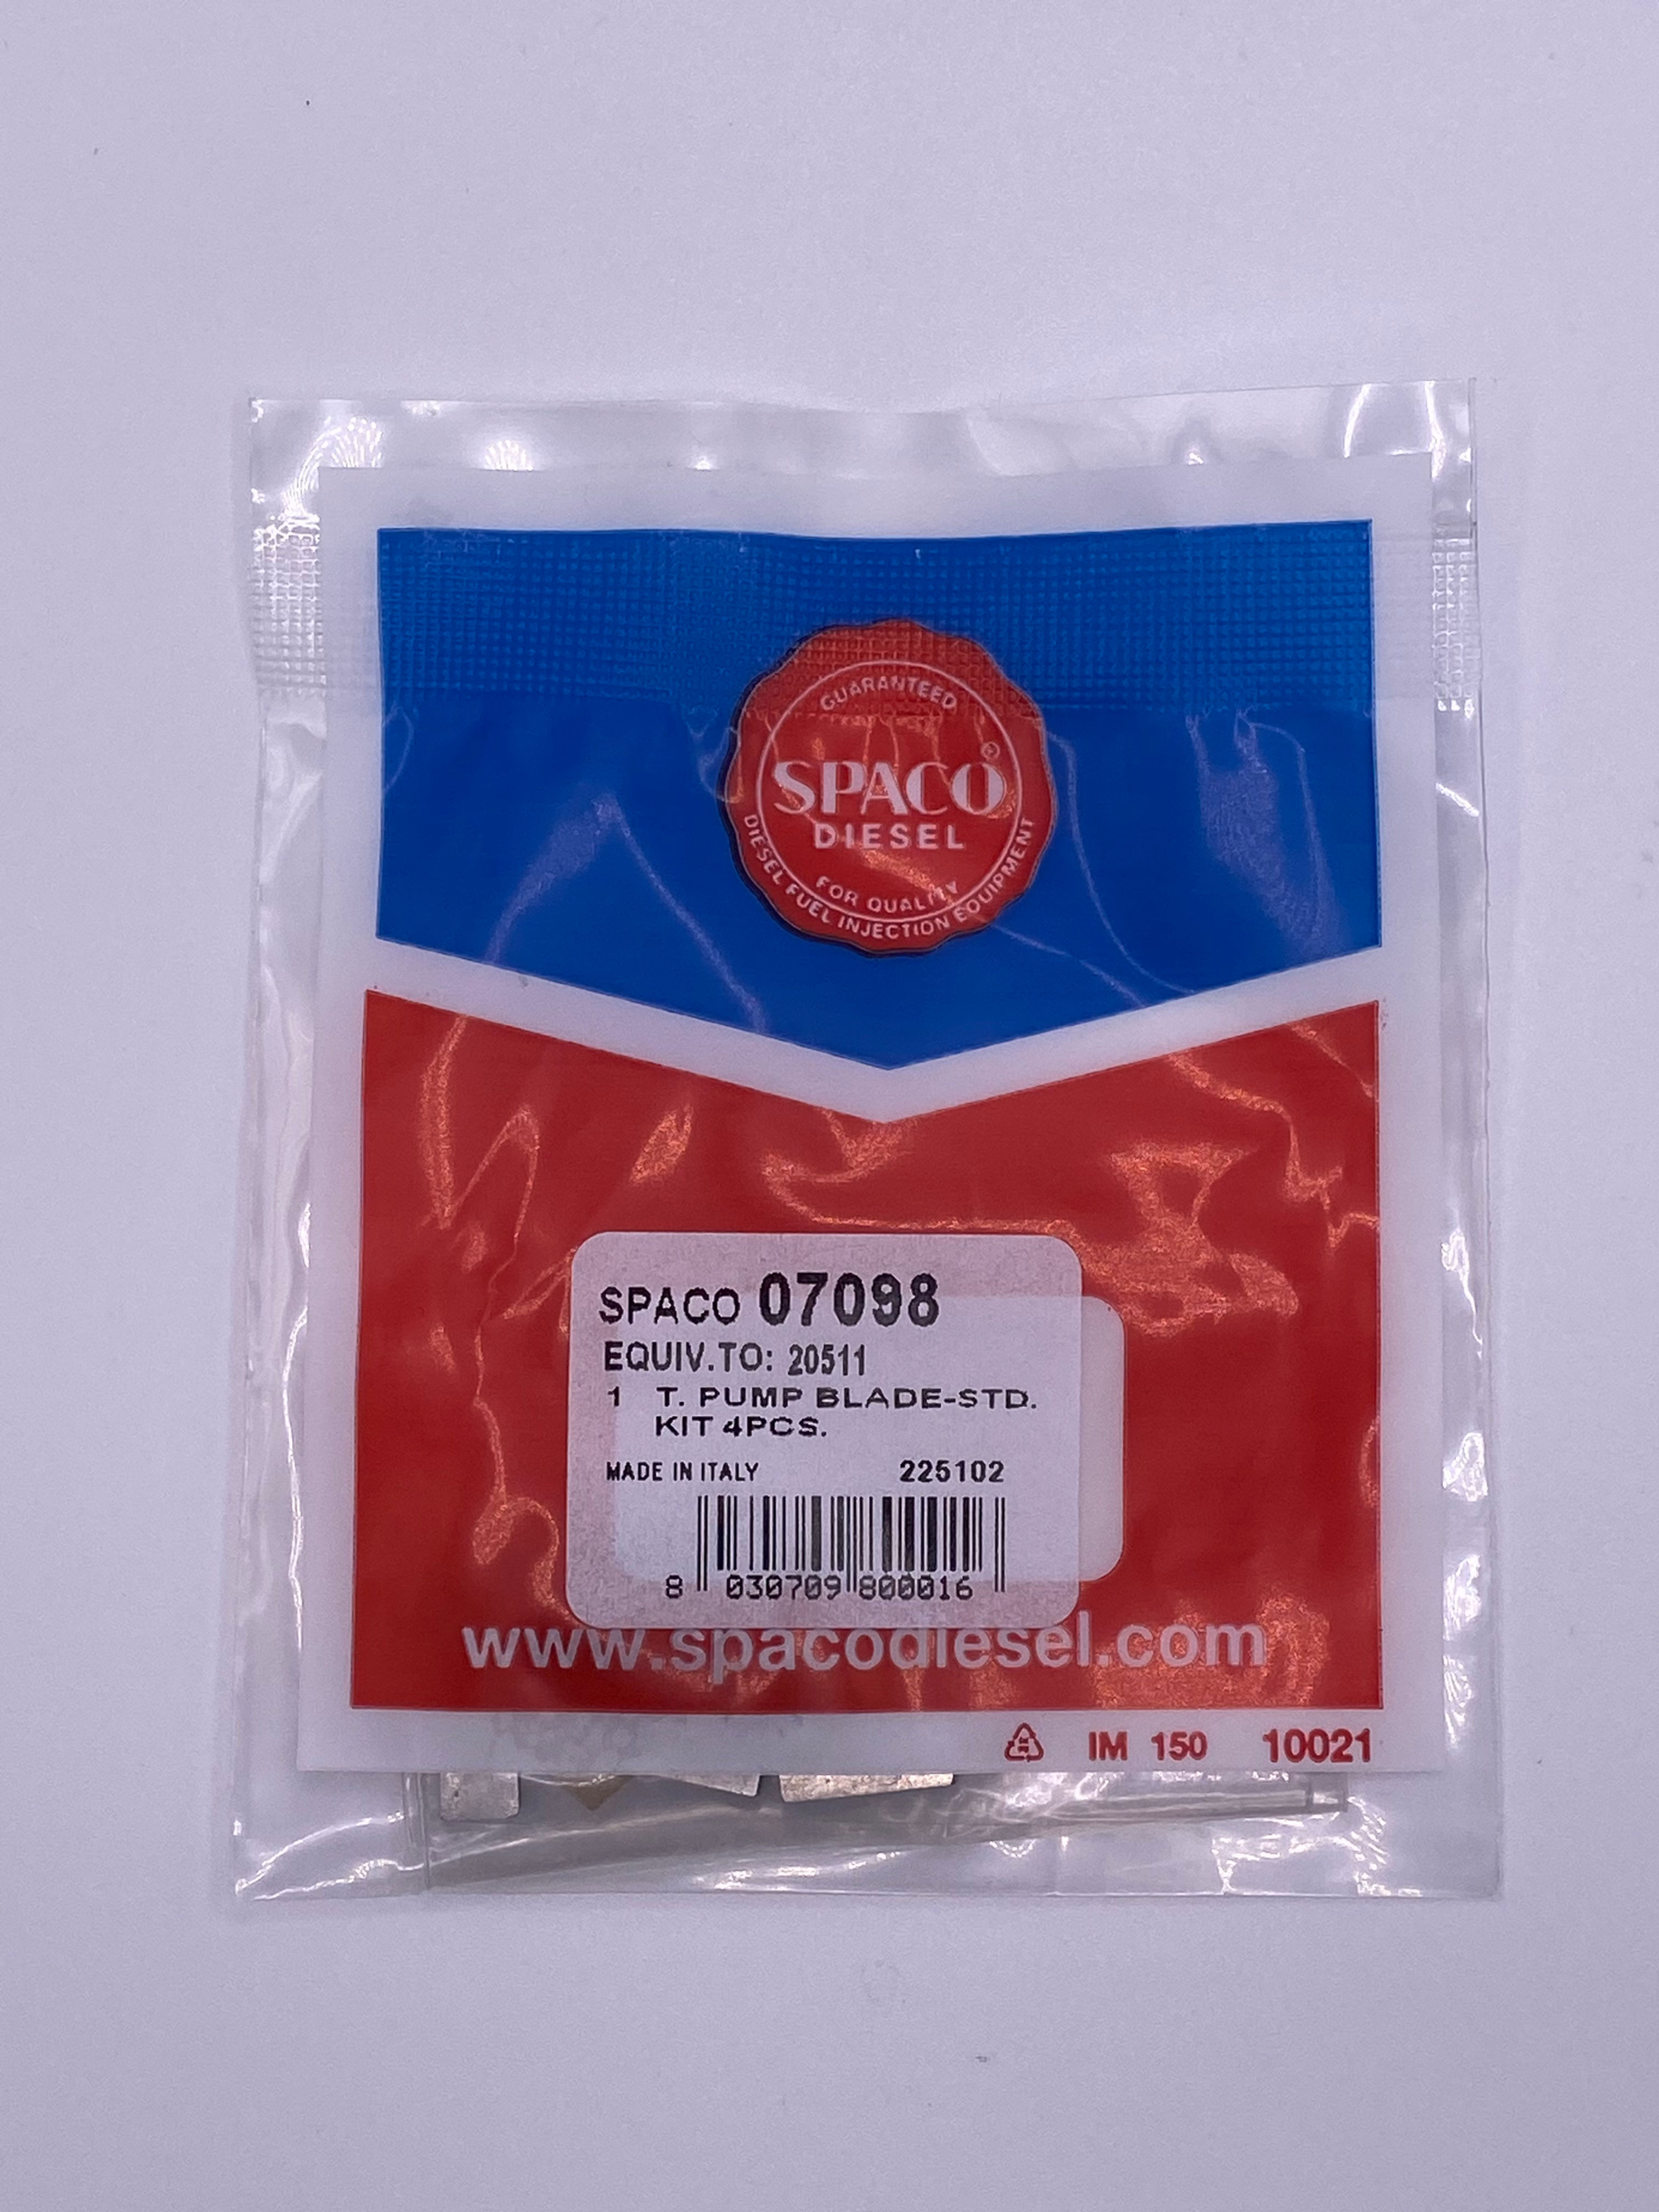 GUARANTEED
SPACO®
DIESEL
FOR QUALITY
DIESEL FUEL INJECTION EQUIPMENT
SPACO 07098
EQUIV.TO: 20511
1 T. PUMP BLADE-STD.
KIT 4PCS.
MADE IN ITALY 225102
8 030709 800016
www.spacodiesel.com
IM 150 10021